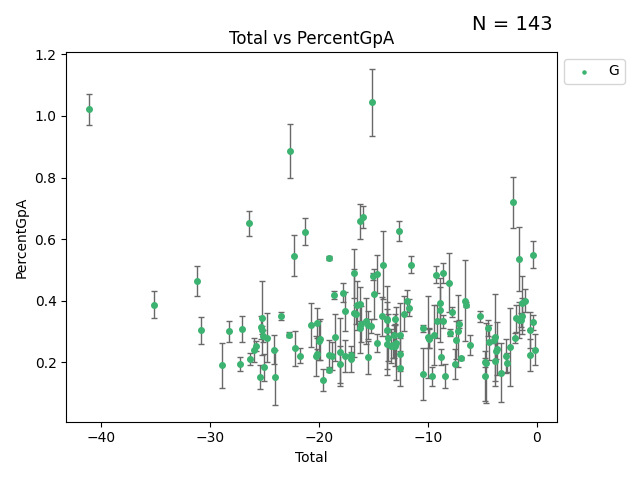 N = 143
Total vs PercentGpA
G
PercentGpA
1.2
1.0
0.8
0.6
0.4
0.2
−40
−30
−20
−10
0
Total